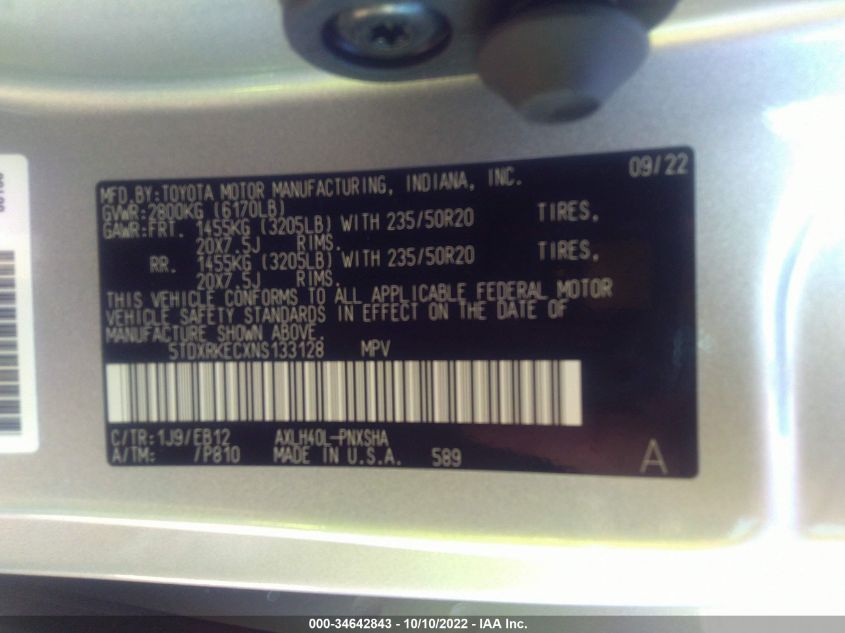 09/22
MFD.BY:TOYOTA MOTOR MANUFACTURING, INDIANA, INC.
GVWR:2800KG (6170LB)
GAWR:FRT. 1455KG (3205LB) WITH 235/50R20 TIRES,
20X7.5J RIMS.
RR. 1455KG (3205LB) WITH 235/50R20 TIRES,
20X7.5J RIMS.
THIS VEHICLE CONFORMS TO ALL APPLICABLE FEDERAL MOTOR
VEHICLE SAFETY STANDARDS IN EFFECT ON THE DATE OF
MANUFACTURE SHOWN ABOVE.
5TDXRKECXNS133128 MPV
C/TR:1J9/EB12 AXLH40L-PNXSHA
A/TM: /P810 MADE IN U.S.A. 589
A
000-34642843 - 10/10/2022 - IAA Inc.